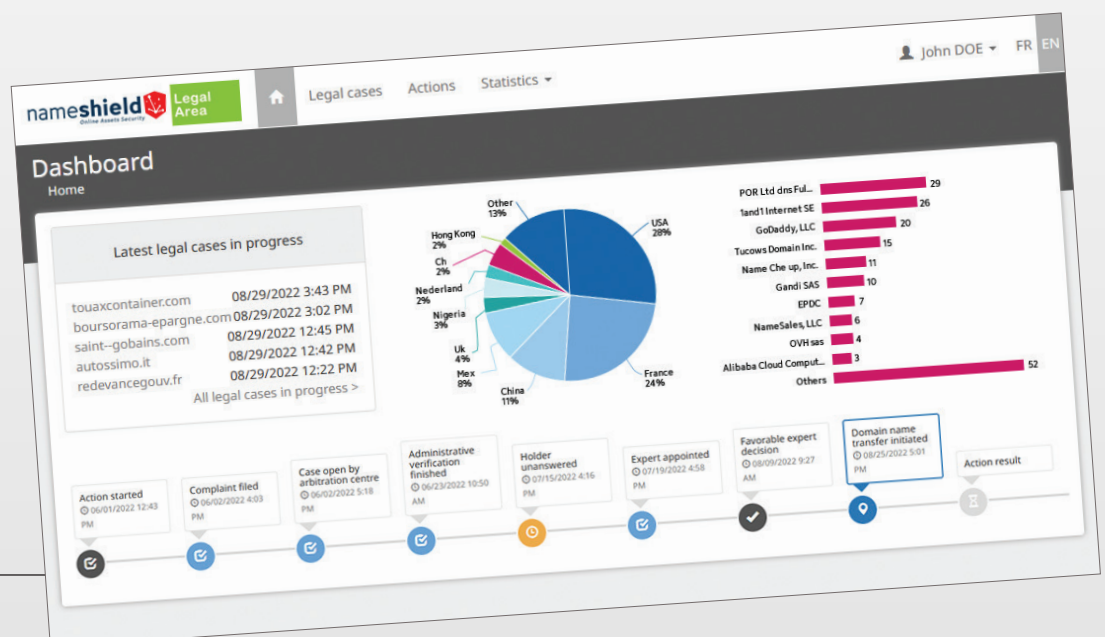 nameshield
Online Assets Security
Legal
Area
Legal cases
Actions
Statistics
John DOE
FR
EN
Dashboard
Home
Latest legal cases in progress
touaxcontainer.com 08/29/2022 3:43 PM
boursorama-epargne.com 08/29/2022 3:02 PM
saint--gobains.com 08/29/2022 12:45 PM
autossimo.it 08/29/2022 12:42 PM
redevancegouv.fr 08/29/2022 12:22 PM
All legal cases in progress >
Other
13%
Hong Kong
2%
Ch
2%
Nederland
2%
Nigeria
3%
Uk
4%
Mex
8%
China
11%
France
24%
USA
28%
POR Ltd dns Ful... 29
1and1 Internet SE 26
GoDaddy, LLC 20
Tucows Domain Inc. 15
Name Che up, Inc. 11
Gandi SAS 10
EPDC 7
NameSales, LLC 6
OVH sas 4
Alibaba Cloud Comput... 3
Others 52
Action started
06/01/2022 12:43
PM
Complaint filed
06/02/2022 4:03
PM
Case open by
arbitration centre
06/02/2022 5:18
PM
Administrative
verification
finished
06/23/2022 10:50
AM
Holder
unanswered
07/15/2022 4:16
PM
Expert appointed
07/19/2022 4:58
PM
Favorable expert
decision
08/09/2022 9:27
AM
Domain name
transfer initiated
08/25/2022 5:01
PM
Action result